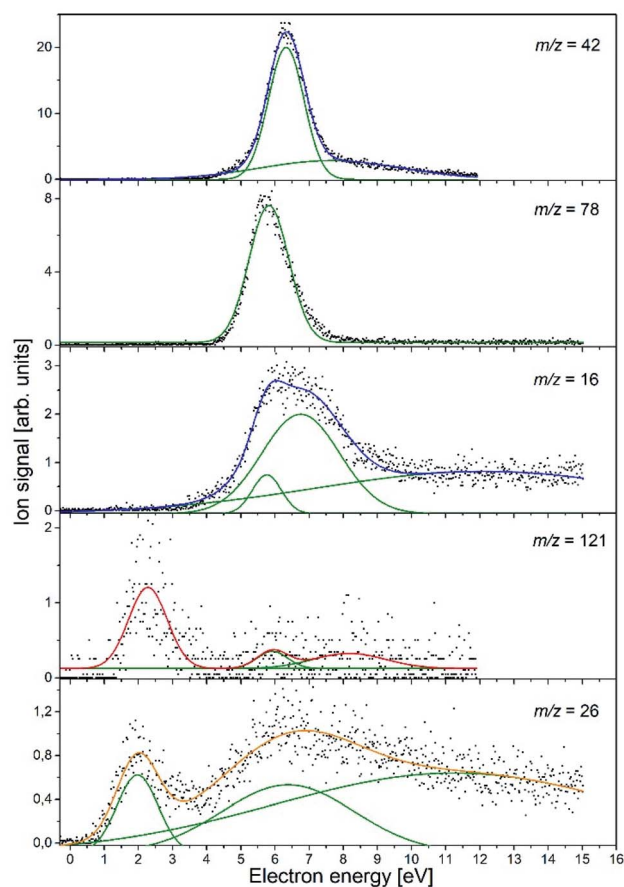 m/z = 42
20
10
0
m/z = 78
8
4
0
m/z = 16
3
2
1
0
m/z = 121
2
1
0
m/z = 26
1,2
0,8
0,4
0,0
0 1 2 3 4 5 6 7 8 9 10 11 12 13 14 15 16
Electron energy [eV]
Ion signal [arb. units]